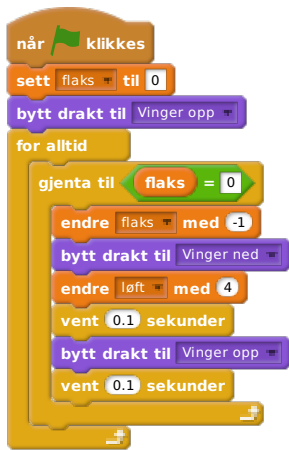 når klikkes
sett flaks til 0
bytt drakt til Vinger opp
for alltid
gjenta til flaks = 0
endre flaks med -1
bytt drakt til Vinger ned
endre løft med 4
vent 0.1 sekunder
bytt drakt til Vinger opp
vent 0.1 sekunder